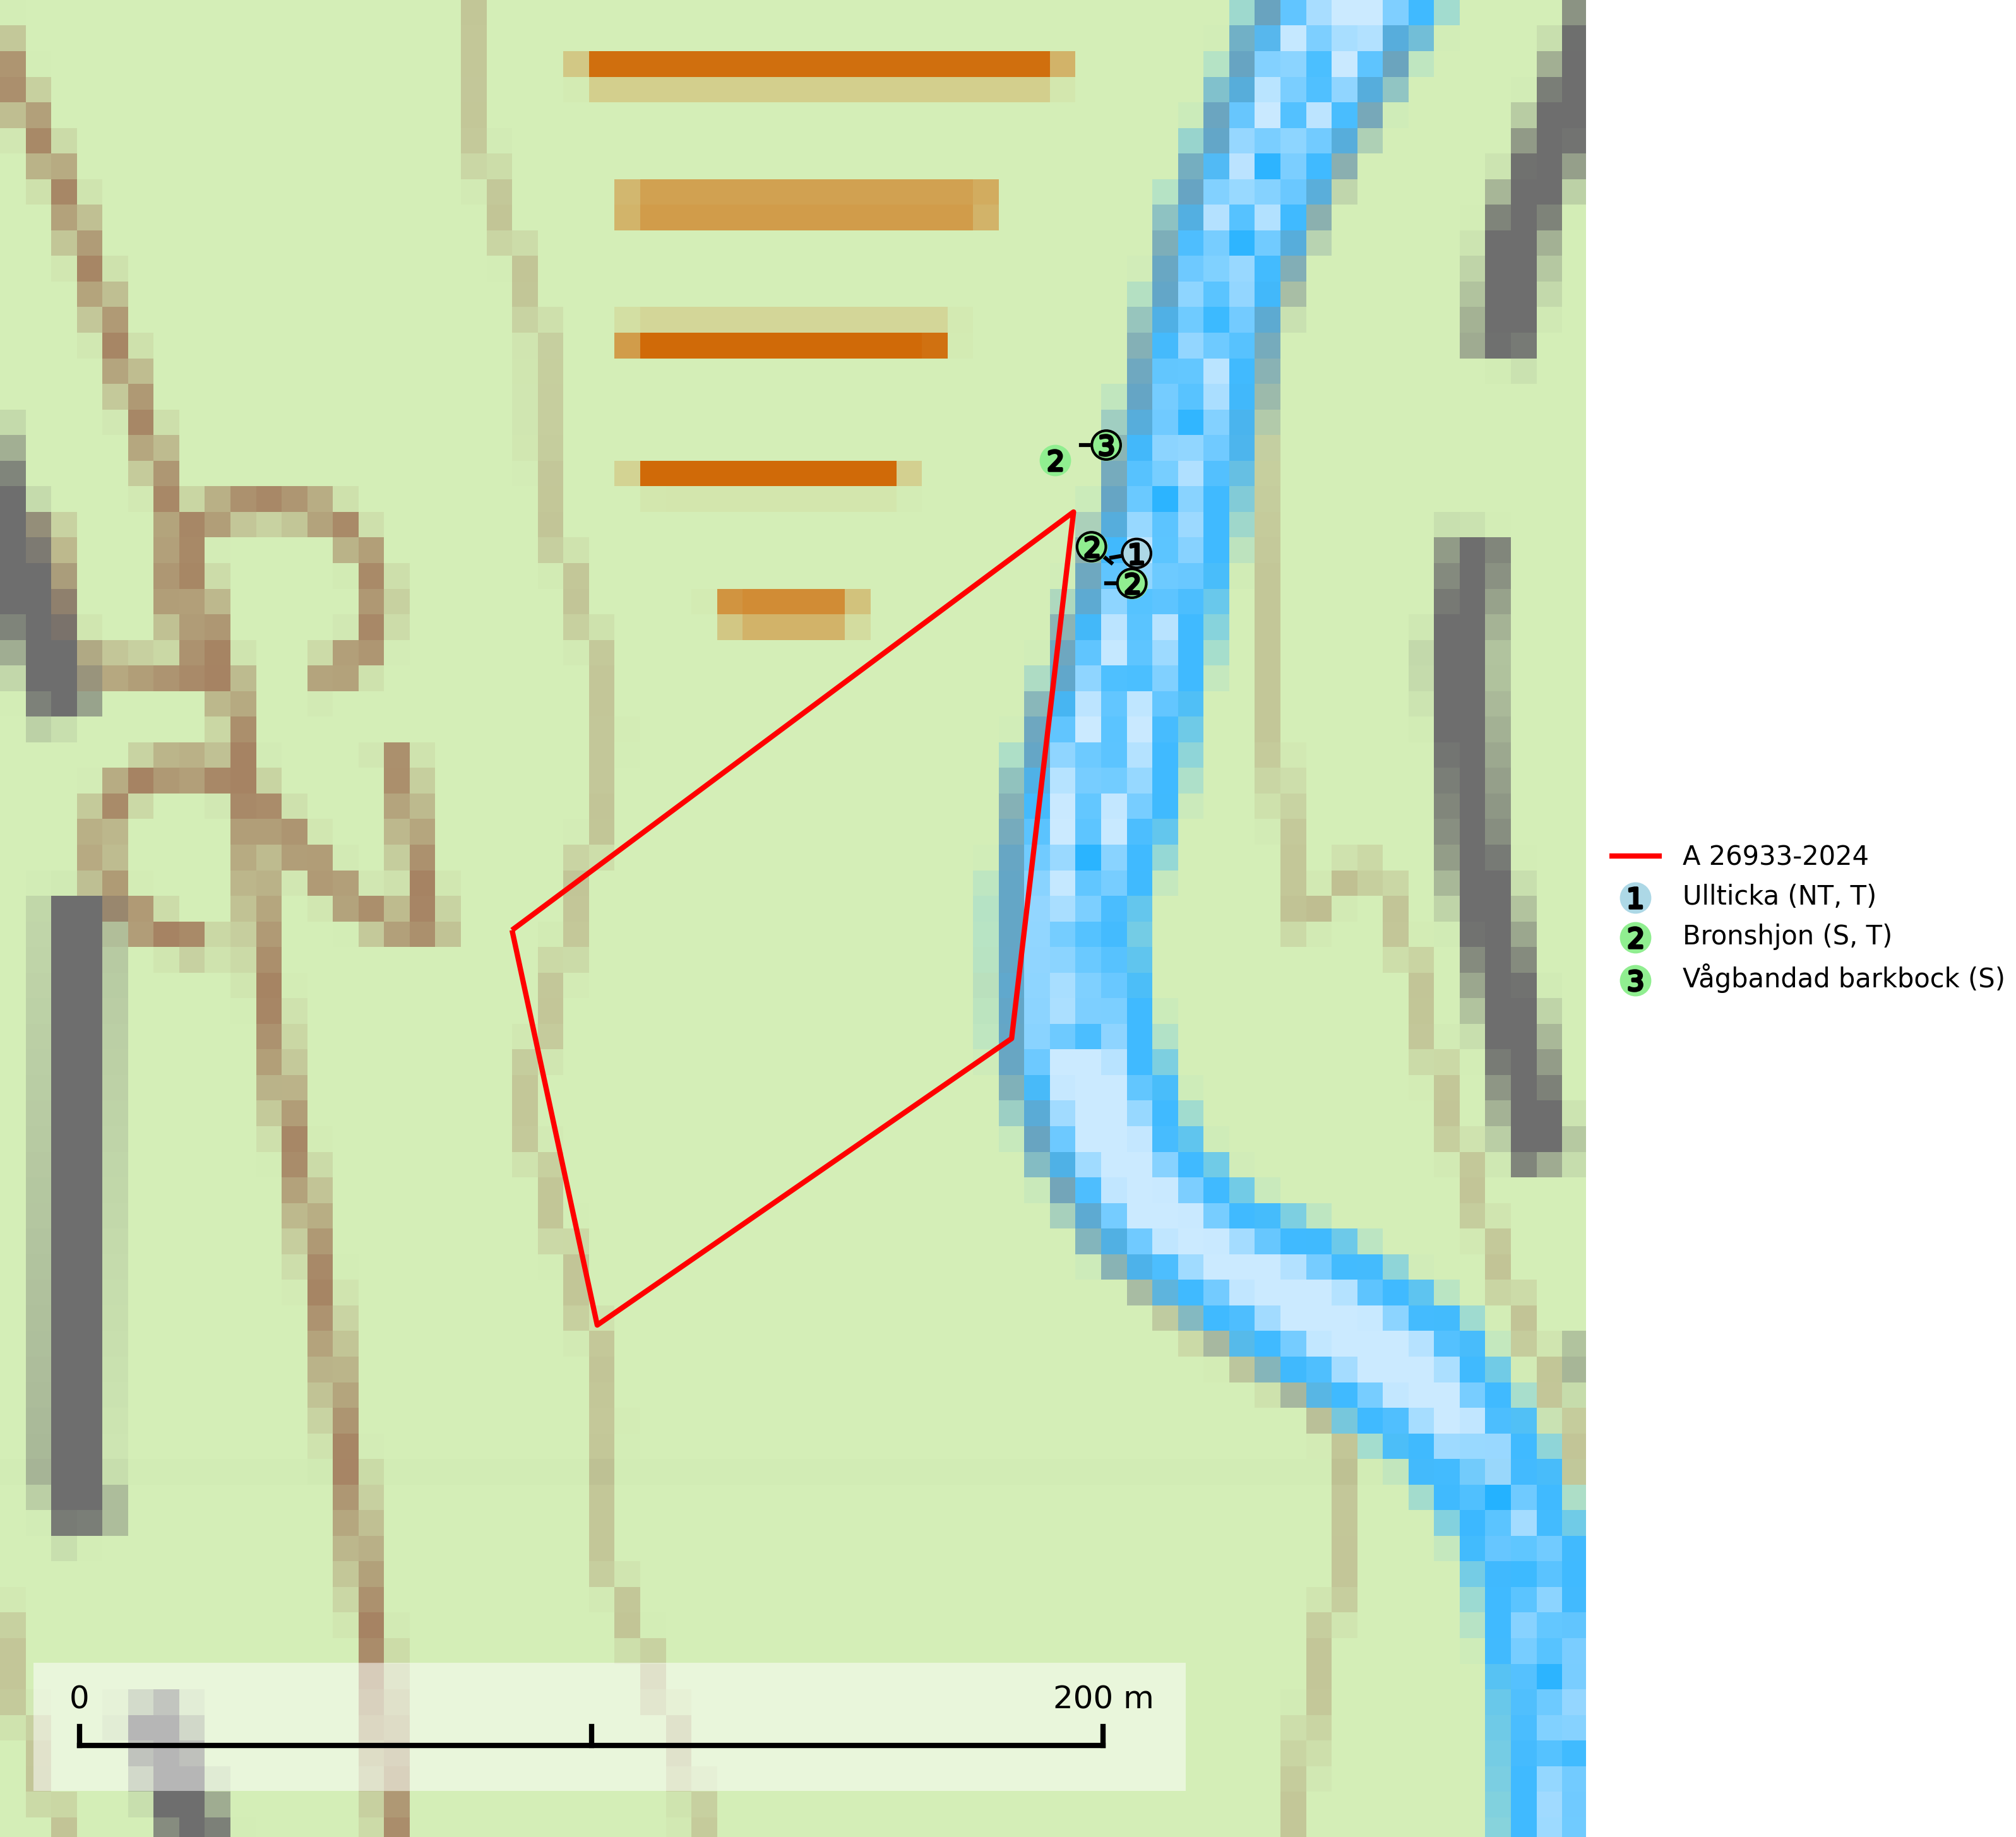 3
2
2
1
2
A 26933-2024
1 Ullticka (NT, T)
2 Bronshjon (S, T)
3 Vågbandad barkbock (S)
0 200 m